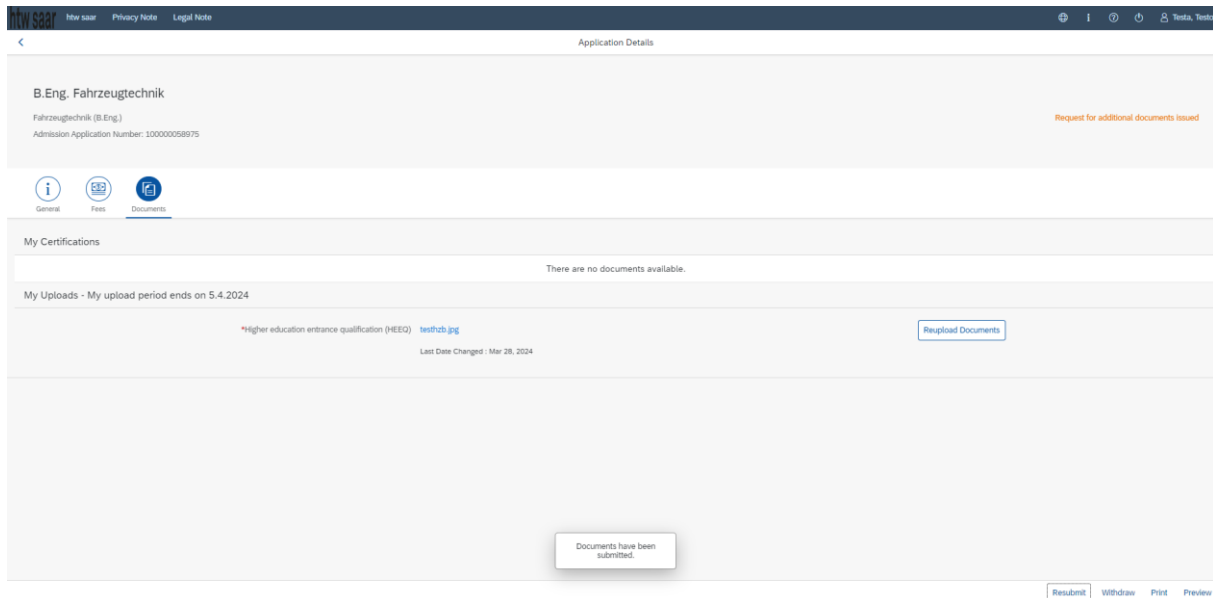 htw saar htw saar Privacy Note Legal Note Testa, Testo
Application Details
B.Eng. Fahrzeugtechnik
Fahrzeugtechnik (B.Eng.)
Request for additional documents issued
Admission Application Number: 100000058975
General Fees Documents
My Certifications
There are no documents available.
My Uploads - My upload period ends on 5.4.2024
*Higher education entrance qualification (HEEQ) testhzb.jpg Reupload Documents
Last Date Changed : Mar 28, 2024
Documents have been
submitted.
Resubmit Withdraw Print Preview